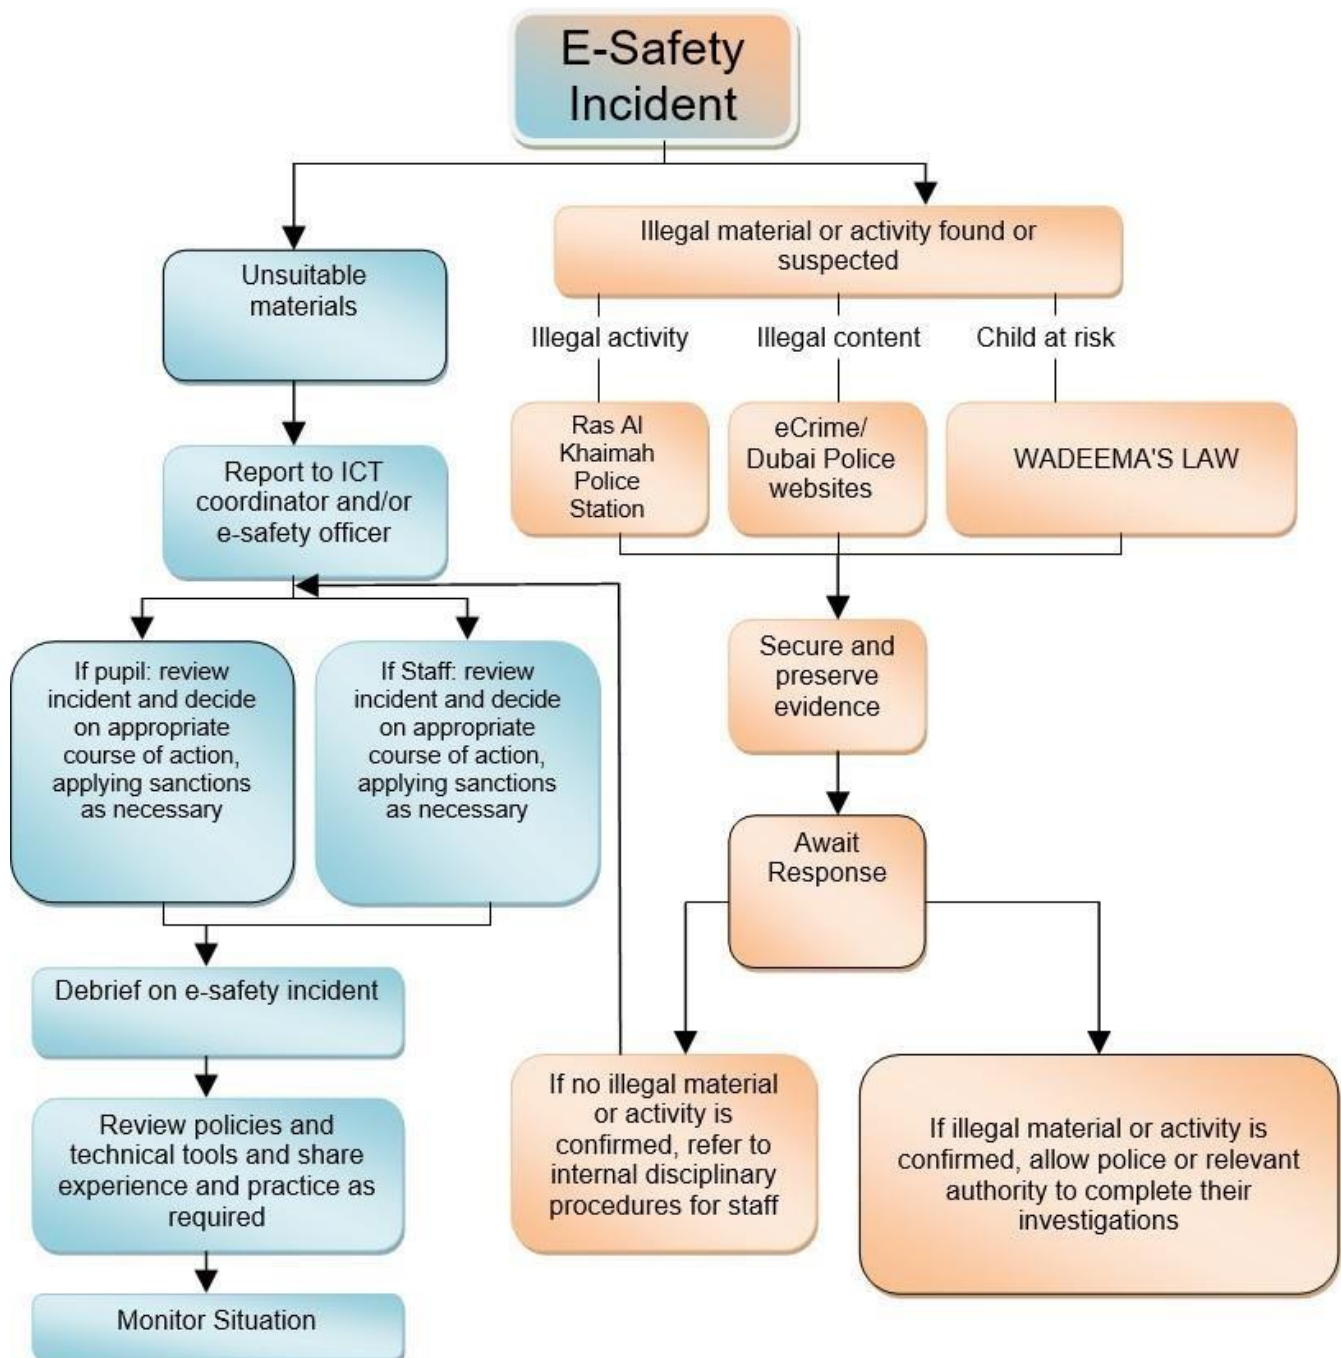 E-Safety
Incident
Illegal material or activity found or
suspected
Unsuitable
materials
Illegal activity
Illegal content
Child at risk
Ras Al
Khaimah
Police
Station
eCrime/
Dubai Police
websites
WADEEMA'S LAW
Report to ICT
coordinator and/or
e-safety officer
Secure and
preserve
evidence
If pupil: review
incident and decide
on appropriate
course of action,
applying sanctions
as necessary
If Staff: review
incident and decide
on appropriate
course of action,
applying sanctions
as necessary
Await
Response
Debrief on e-safety incident
If no illegal material
or activity is
confirmed, refer to
internal disciplinary
procedures for staff
If illegal material or activity is
confirmed, allow police or relevant
authority to complete their
investigations
Review policies and
technical tools and share
experience and practice as
required
Monitor Situation